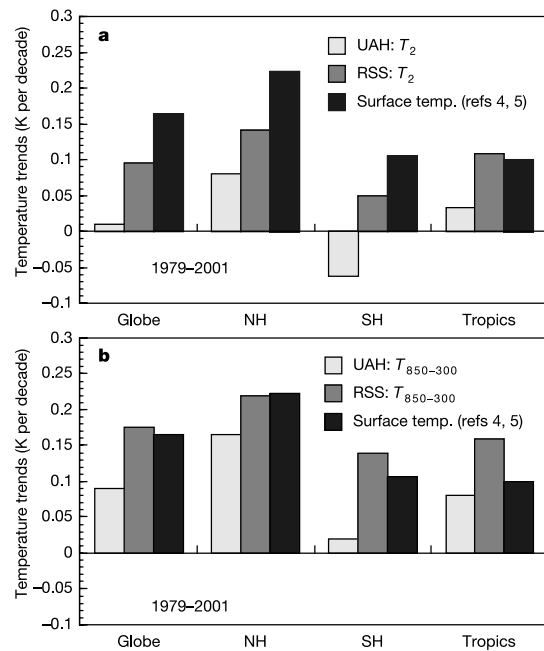 a
UAH: T2
RSS: T2
Surface temp. (refs 4, 5)
Temperature trends (K per decade)
0.3
0.25
0.2
0.15
0.1
0.05
0
−0.05
−0.1
1979–2001
Globe NH SH Tropics
b
UAH: T850–300
RSS: T850–300
Surface temp. (refs 4, 5)
Temperature trends (K per decade)
0.3
0.25
0.2
0.15
0.1
0.05
0
−0.05
−0.1
1979–2001
Globe NH SH Tropics